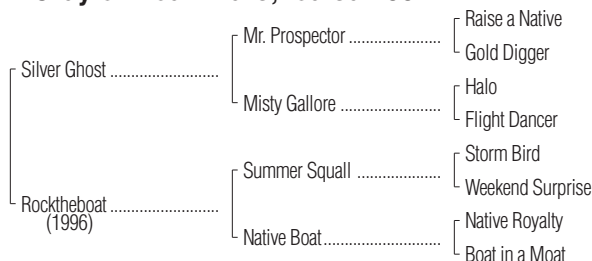 Raise a Native
Mr. Prospector
Gold Digger
Silver Ghost
Halo
Misty Gallore
Flight Dancer
Storm Bird
Summer Squall
Weekend Surprise
Rocktheboat
(1996)
Native Royalty
Native Boat
Boat in a Moat